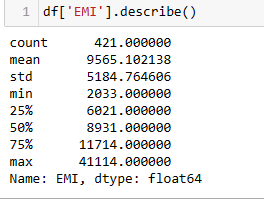 1 df['EMI'].describe()
count 421.000000
mean 9565.102138
std 5184.764606
min 2033.000000
25% 6021.000000
50% 8931.000000
75% 11714.000000
max 41114.000000
Name: EMI, dtype: float64